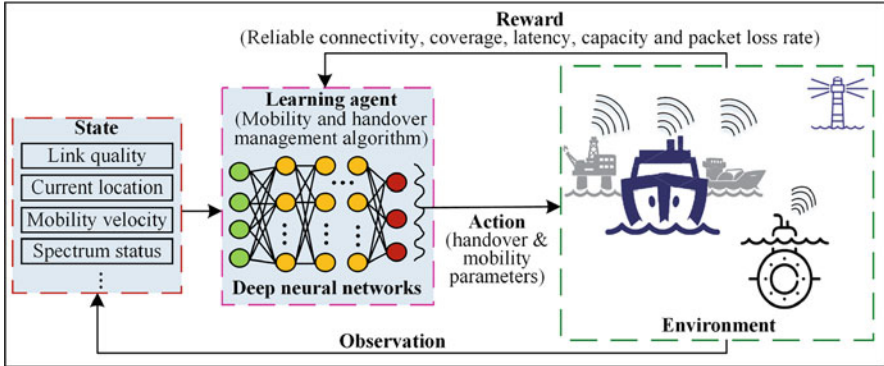 Reward
(Reliable connectivity, coverage, latency, capacity and packet loss rate)
State
Link quality
Current location
Mobility velocity
Spectrum status
⋮
Learning agent
(Mobility and handover
management algorithm)
Deep neural networks
Action
(handover &
mobility
parameters)
Environment
Observation